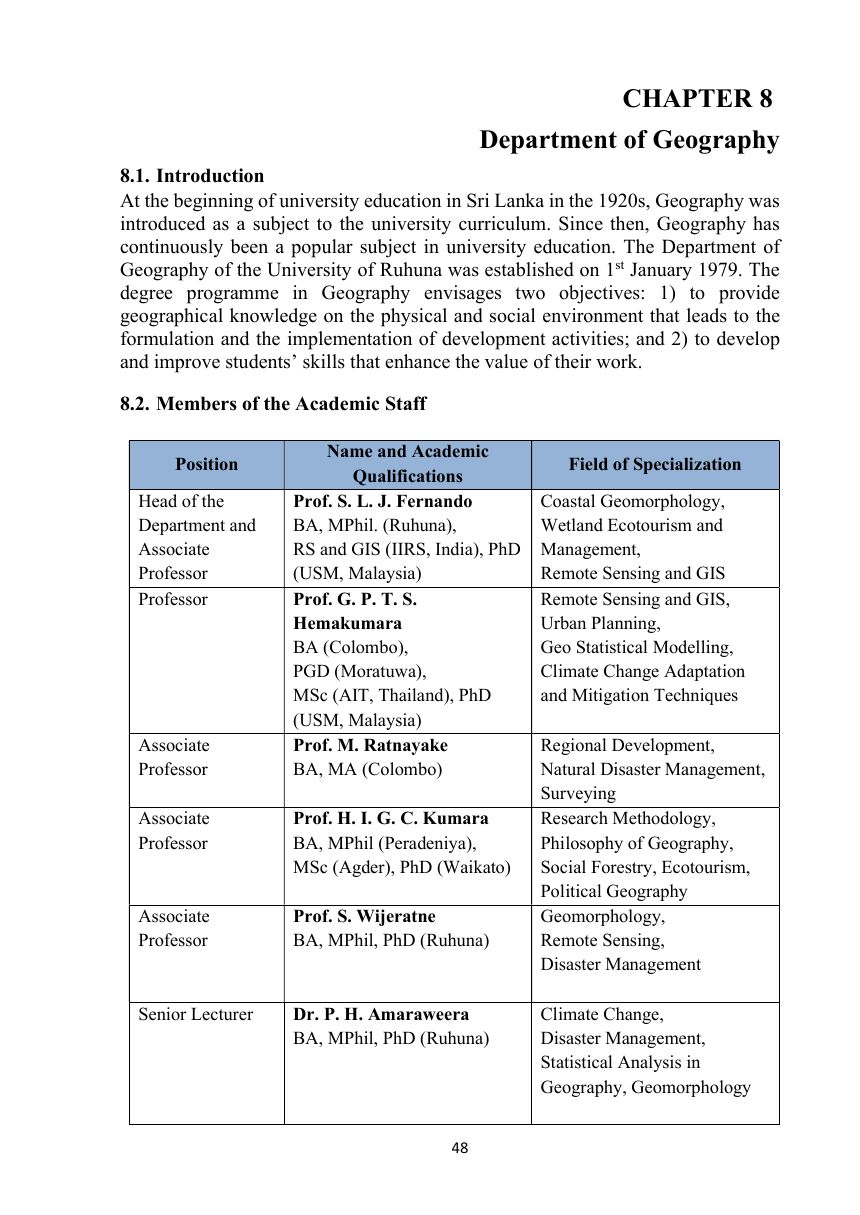 CHAPTER 8
Department of Geography
8.1. Introduction
At the beginning of university education in Sri Lanka in the 1920s, Geography was
introduced as a subject to the university curriculum. Since then, Geography has
continuously been a popular subject in university education. The Department of
Geography of the University of Ruhuna was established on 1st January 1979. The
degree programme in Geography envisages two objectives: 1) to provide
geographical knowledge on the physical and social environment that leads to the
formulation and the implementation of development activities; and 2) to develop
and improve students’ skills that enhance the value of their work.
8.2. Members of the Academic Staff
Position
Name and Academic
Qualifications
Field of Specialization
Head of the
Department and
Associate
Professor
Prof. S. L. J. Fernando
BA, MPhil. (Ruhuna),
RS and GIS (IIRS, India), PhD
(USM, Malaysia)
Coastal Geomorphology,
Wetland Ecotourism and
Management,
Remote Sensing and GIS
Professor
Prof. G. P. T. S.
Hemakumara
BA (Colombo),
PGD (Moratuwa),
MSc (AIT, Thailand), PhD
(USM, Malaysia)
Remote Sensing and GIS,
Urban Planning,
Geo Statistical Modelling,
Climate Change Adaptation
and Mitigation Techniques
Associate
Professor
Prof. M. Ratnayake
BA, MA (Colombo)
Regional Development,
Natural Disaster Management,
Surveying
Associate
Professor
Prof. H. I. G. C. Kumara
BA, MPhil (Peradeniya),
MSc (Agder), PhD (Waikato)
Research Methodology,
Philosophy of Geography,
Social Forestry, Ecotourism,
Political Geography
Associate
Professor
Prof. S. Wijeratne
BA, MPhil, PhD (Ruhuna)
Geomorphology,
Remote Sensing,
Disaster Management
Senior Lecturer
Dr. P. H. Amaraweera
BA, MPhil, PhD (Ruhuna)
Climate Change,
Disaster Management,
Statistical Analysis in
Geography, Geomorphology
48